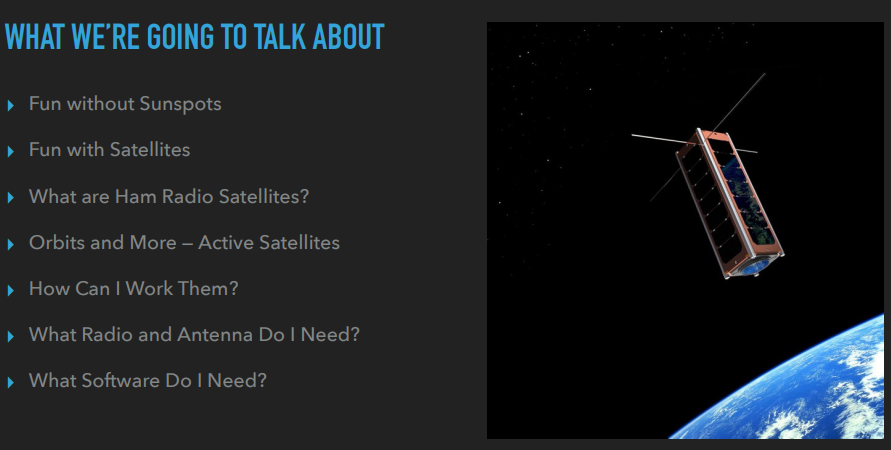 WHAT WE'RE GOING TO TALK ABOUT
Fun without Sunspots
Fun with Satellites
What are Ham Radio Satellites?
Orbits and More – Active Satellites
How Can I Work Them?
What Radio and Antenna Do I Need?
What Software Do I Need?